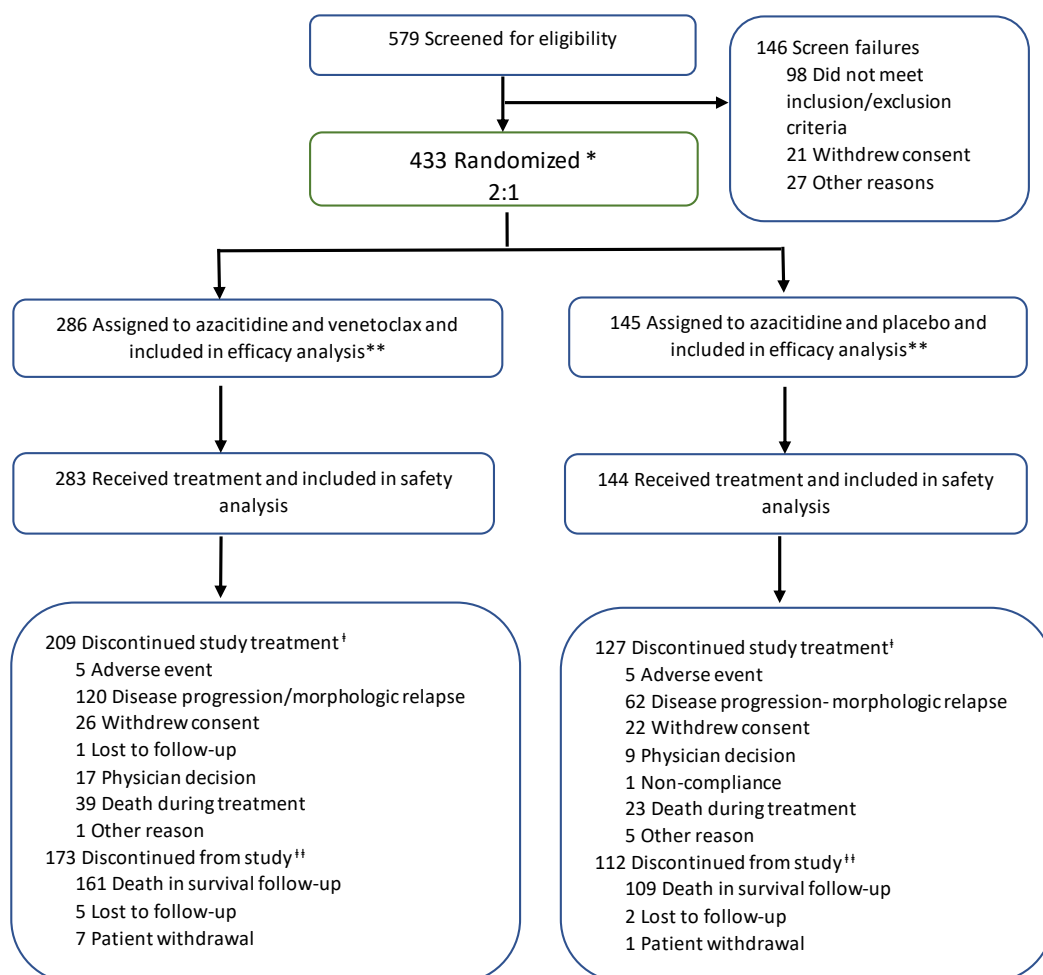 579 Screened for eligibility
146 Screen failures
98 Did not meet
inclusion/exclusion
criteria
21 Withdrew consent
27 Other reasons
433 Randomized *
2:1
286 Assigned to azacitidine and venetoclax and
included in efficacy analysis**
145 Assigned to azacitidine and placebo and
included in efficacy analysis**
283 Received treatment and included in safety
analysis
144 Received treatment and included in safety
analysis
209 Discontinued study treatment ƚ
5 Adverse event
120 Disease progression/morphologic relapse
26 Withdrew consent
1 Lost to follow-up
17 Physician decision
39 Death during treatment
1 Other reason
173 Discontinued from study ƚƚ
161 Death in survival follow-up
5 Lost to follow-up
7 Patient withdrawal
127 Discontinued study treatmentƚ
5 Adverse event
62 Disease progression- morphologic relapse
22 Withdrew consent
9 Physician decision
1 Non-compliance
23 Death during treatment
5 Other reason
112 Discontinued from study ƚƚ
109 Death in survival follow-up
2 Lost to follow-up
1 Patient withdrawal